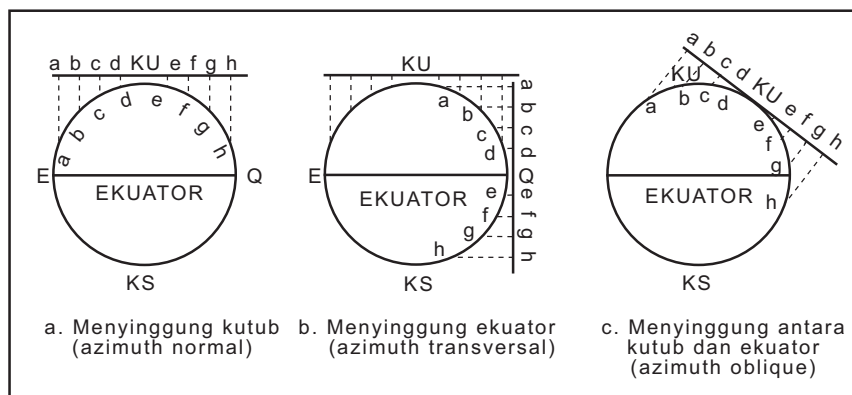 a b c d KU e f g h
a b c d e f g h
E Q
EKUATOR
KS
a. Menyinggung kutub
(azimuth normal)
KU
a b c d Q e f g h
a b c d e f g h
E
EKUATOR
KS
b. Menyinggung ekuator
(azimuth transversal)
a b c d KU e f g h
KU
a b c d e f g h
EKUATOR
KS
c. Menyinggung antara
kutub dan ekuator
(azimuth oblique)